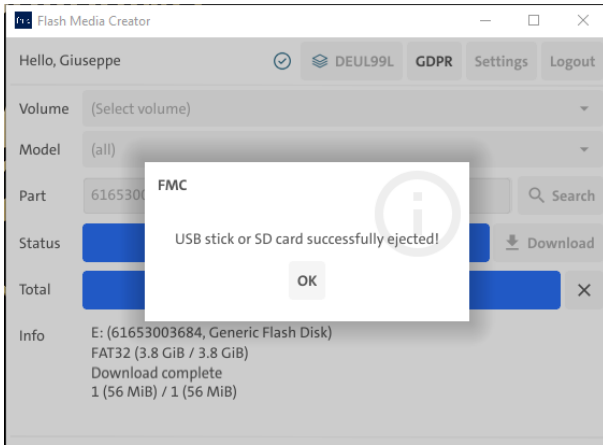 fmc Flash Media Creator
Hello, Giuseppe DEUL99L GDPR Settings Logout
Volume (Select volume)
Model (all)
FMC
Part 6165300 Search
USB stick or SD card successfully ejected!
Status Download
OK
Total
Info E: (61653003684, Generic Flash Disk)
FAT32 (3.8 GiB / 3.8 GiB)
Download complete
1 (56 MiB) / 1 (56 MiB)